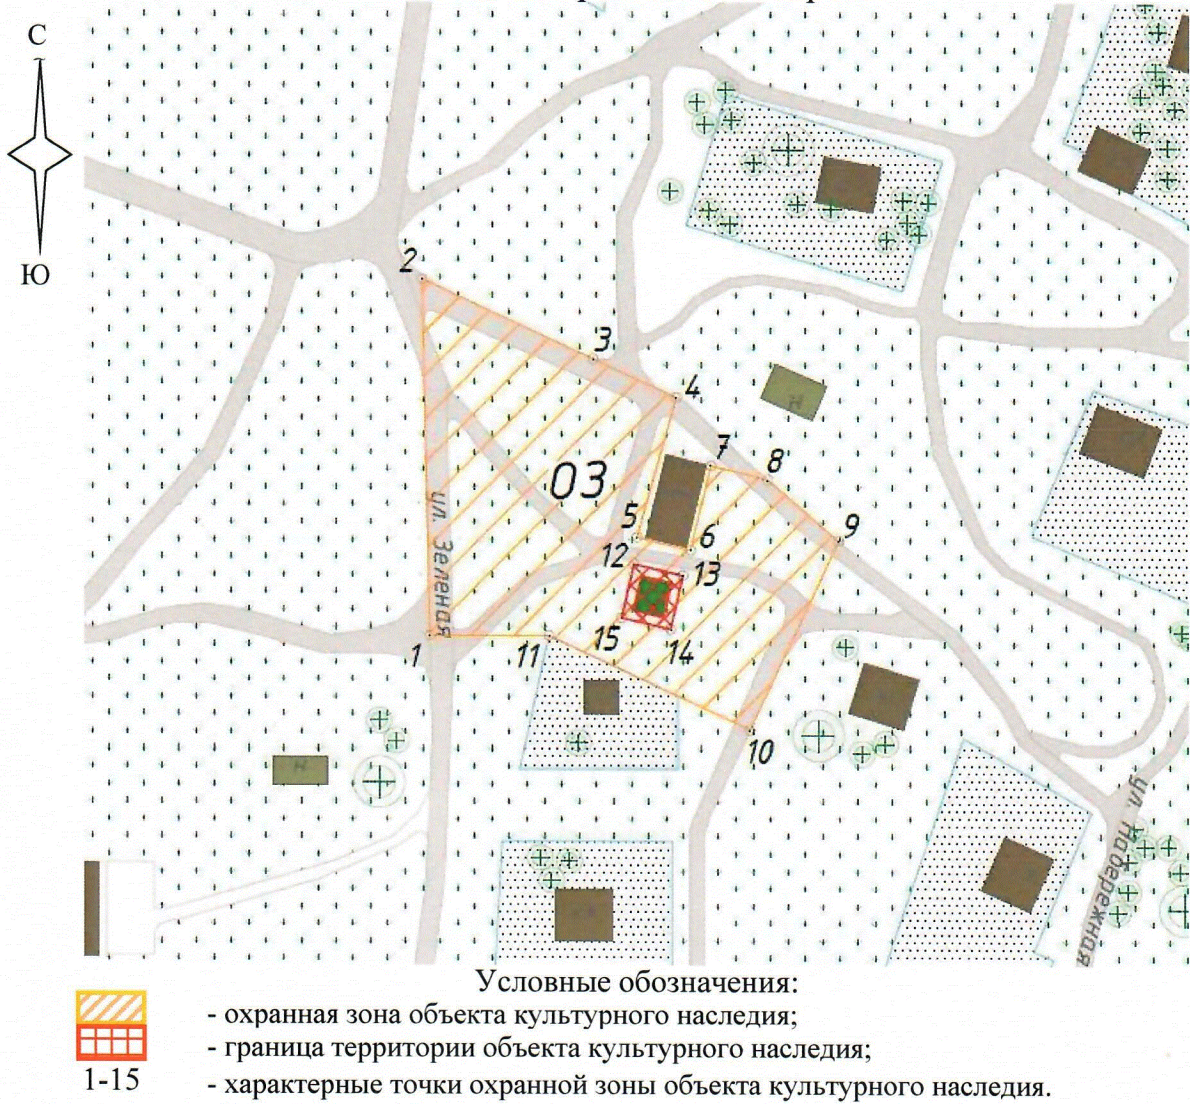 С
Ю
2
3
4
7
8
ОЗ
5
6
9
12
13
ул. Зеленая
15
14
1
11
10
Н
Н
ул. Набережная
Условные обозначения:
- охранная зона объекта культурного наследия;
- граница территории объекта культурного наследия;
1-15 - характерные точки охранной зоны объекта культурного наследия.